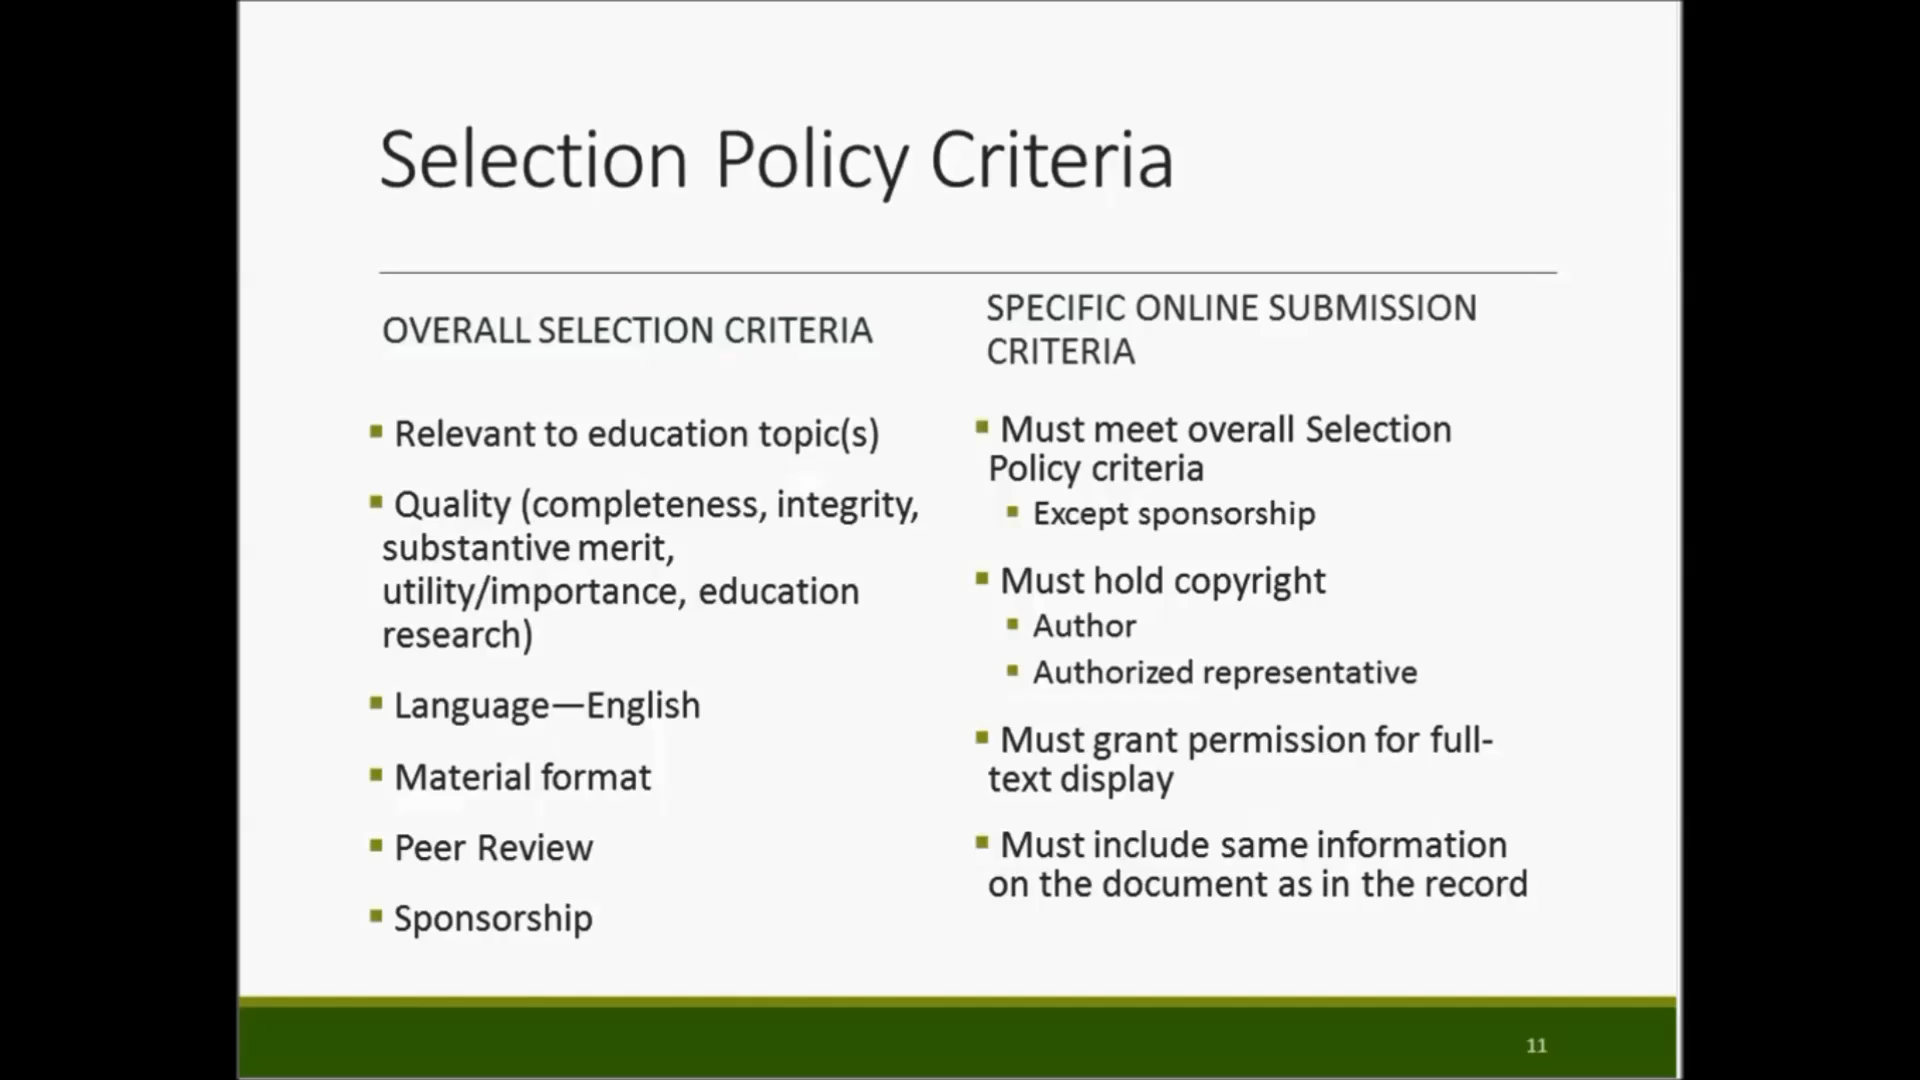 Selection Policy Criteria
OVERALL SELECTION CRITERIA
▪ Relevant to education topic(s)
▪ Quality (completeness, integrity,
substantive merit,
utility/importance, education
research)
▪ Language—English
▪ Material format
▪ Peer Review
▪ Sponsorship
SPECIFIC ONLINE SUBMISSION
CRITERIA
▪ Must meet overall Selection
Policy criteria
▪ Except sponsorship
▪ Must hold copyright
▪ Author
▪ Authorized representative
▪ Must grant permission for full-
text display
▪ Must include same information
on the document as in the record
11